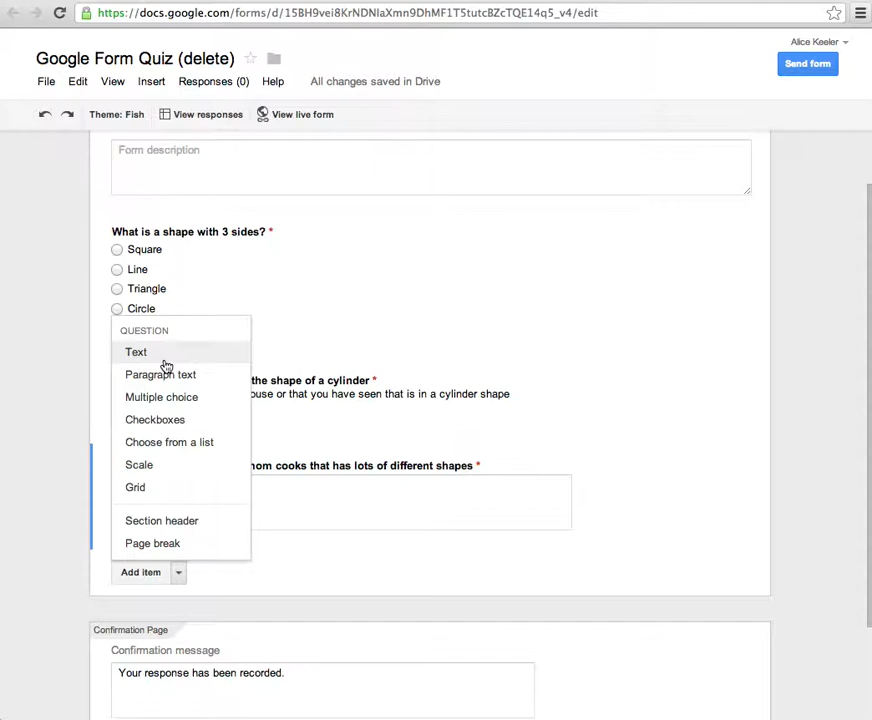 https://docs.google.com/forms/d/15BH9vei8KrNDNIaXmn9DhMF1T5tutcBZcTQE14q5_v4/edit
Google Form Quiz (delete)
Alice Keeler
File Edit View Insert Responses (0) Help All changes saved in Drive
Send form
Theme: Fish View responses View live form
Form description
What is a shape with 3 sides? *
Square
Line
Triangle
Circle
QUESTION
Text
Paragraph text
the shape of a cylinder *
ouse or that you have seen that is in a cylinder shape
Multiple choice
Checkboxes
Choose from a list
Scale
om cooks that has lots of different shapes *
Grid
Section header
Page break
Add item
Confirmation Page
Confirmation message
Your response has been recorded.